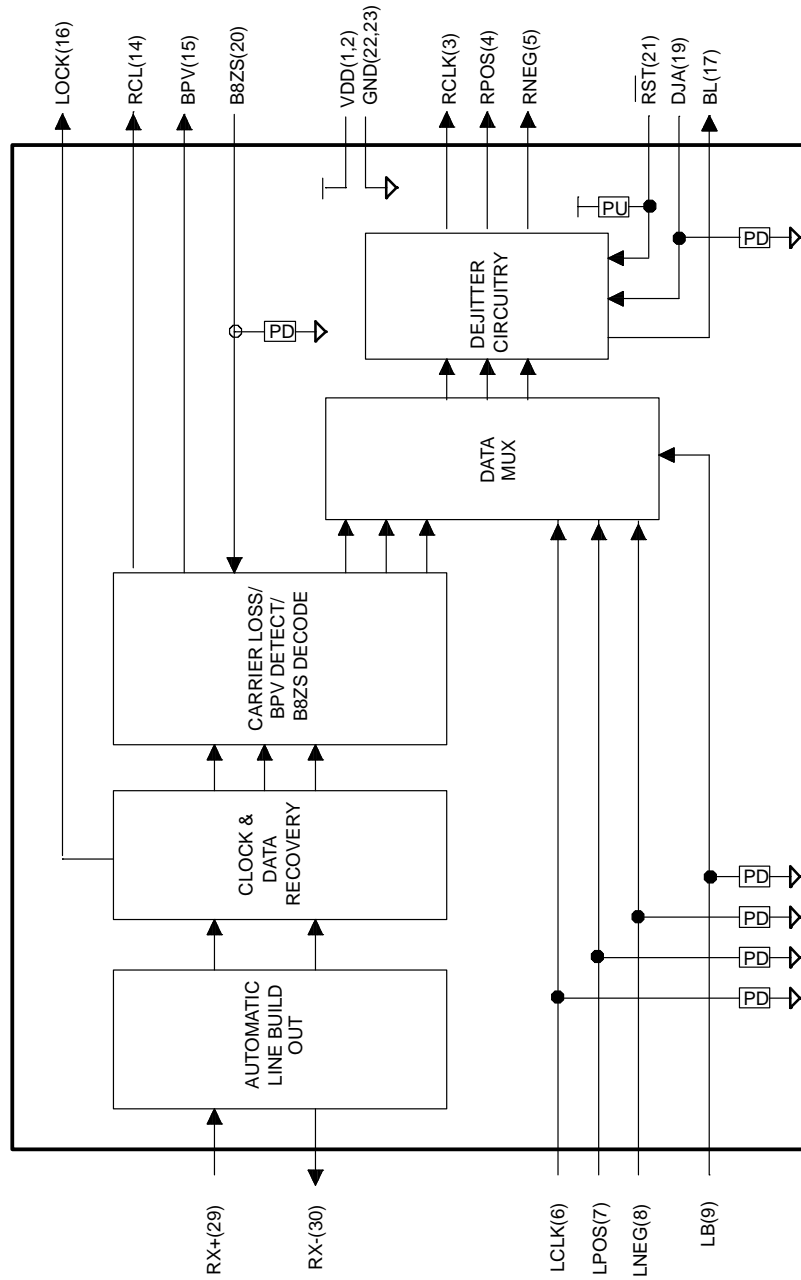 LOCK(16)
RCL(14)
BPV(15)
B8ZS(20)
VDD(1,2)
GND(22,23)
RCLK(3)
RPOS(4)
RNEG(5)
RST(21)
DJA(19)
BL(17)
PU
PD
PD
DEJITTER
CIRCUITRY
DATA
MUX
CARRIER LOSS/
BPV DETECT/
B8ZS DECODE
CLOCK &
DATA
RECOVERY
AUTOMATIC
LINE BUILD
OUT
PD
PD
PD
PD
RX+(29)
RX-(30)
LCLK(6)
LPOS(7)
LNEG(8)
LB(9)